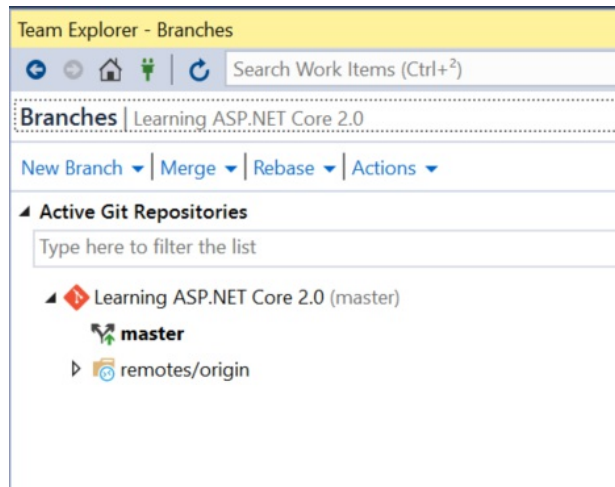 Team Explorer - Branches
Search Work Items (Ctrl+²)
Branches | Learning ASP.NET Core 2.0
New Branch | Merge | Rebase | Actions
Active Git Repositories
Type here to filter the list
Learning ASP.NET Core 2.0 (master)
master
remotes/origin